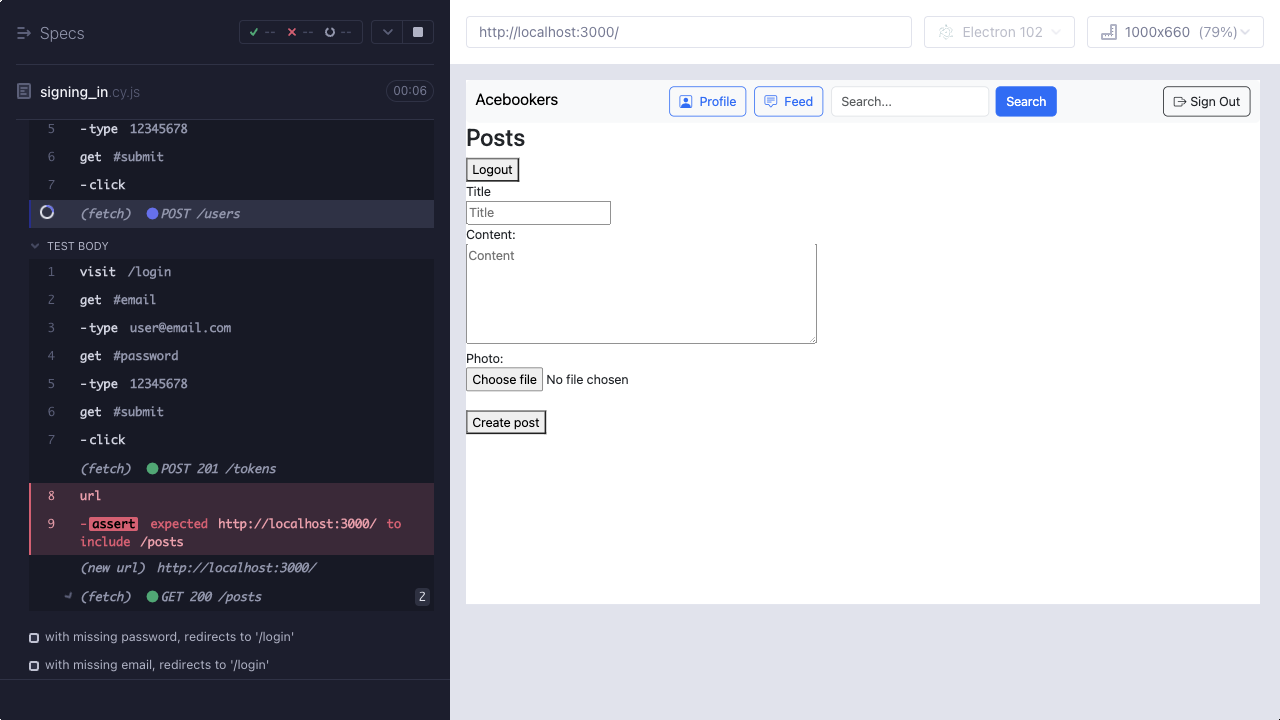 Specs
✓ -- ✕ -- --
signing_in.cy.js 00:06
5 -type 12345678
6 get #submit
7 -click
(fetch) POST /users
TEST BODY
1 visit /login
2 get #email
3 -type user@email.com
4 get #password
5 -type 12345678
6 get #submit
7 -click
(fetch) POST 201 /tokens
8 url
9 -assert expected http://localhost:3000/ to
include /posts
(new url) http://localhost:3000/
(fetch) GET 200 /posts 2
with missing password, redirects to '/login'
with missing email, redirects to '/login'
http://localhost:3000/ Electron 102 1000x660 (79%)
Acebookers Profile Feed Search... Search Sign Out
Posts
Logout
Title
Title
Content:
Content
Photo:
Choose file No file chosen
Create post